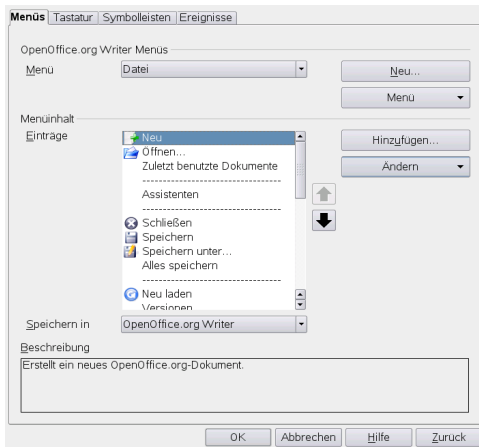 Menüs Tastatur Symbolleisten Ereignisse
OpenOffice.org Writer Menüs
Menü Datei Neu...
Menü
Menüinhalt
Einträge Neu Hinzufügen...
Öffnen...
Zuletzt benutzte Dokumente Ändern
--------------------------------
Assistenten
--------------------------------
Schließen
Speichern
Speichern unter...
Alles speichern
--------------------------------
Neu laden
Versionen
Speichern in OpenOffice.org Writer
Beschreibung
Erstellt ein neues OpenOffice.org-Dokument.
OK Abbrechen Hilfe Zurück